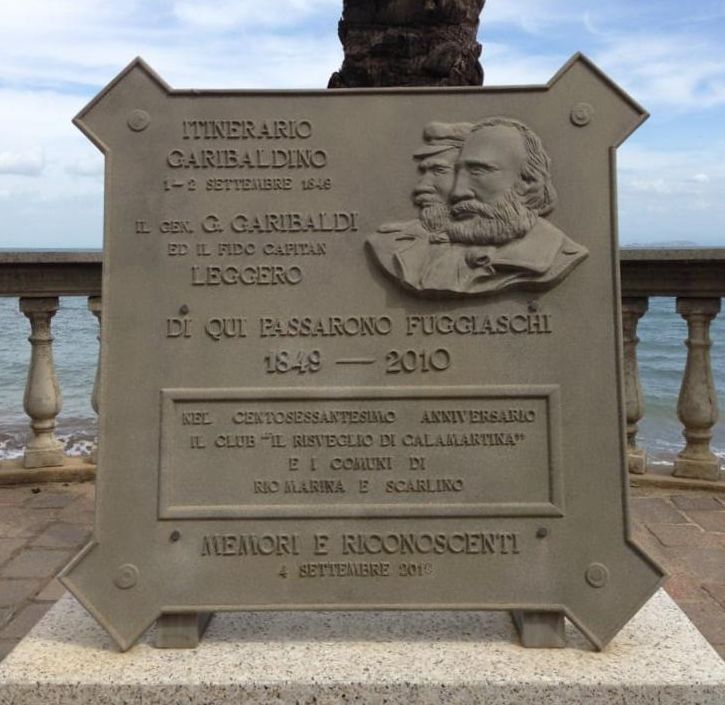 ITINERARIO
GARIBALDINO
1-2 SETTEMBRE 1849
IL GEN. G. GARIBALDI
ED IL FIDO CAPITAN
LEGGERO
DI QUI PASSARONO FUGGIASCHI
1849 — 2010
NEL CENTOSESSANTESIMO ANNIVERSARIO
IL CLUB "IL RISVEGLIO DI CALAMARTINA"
E I COMUNI DI
RIO MARINA E SCARLINO
MEMORI E RICONOSCENTI
4 SETTEMBRE